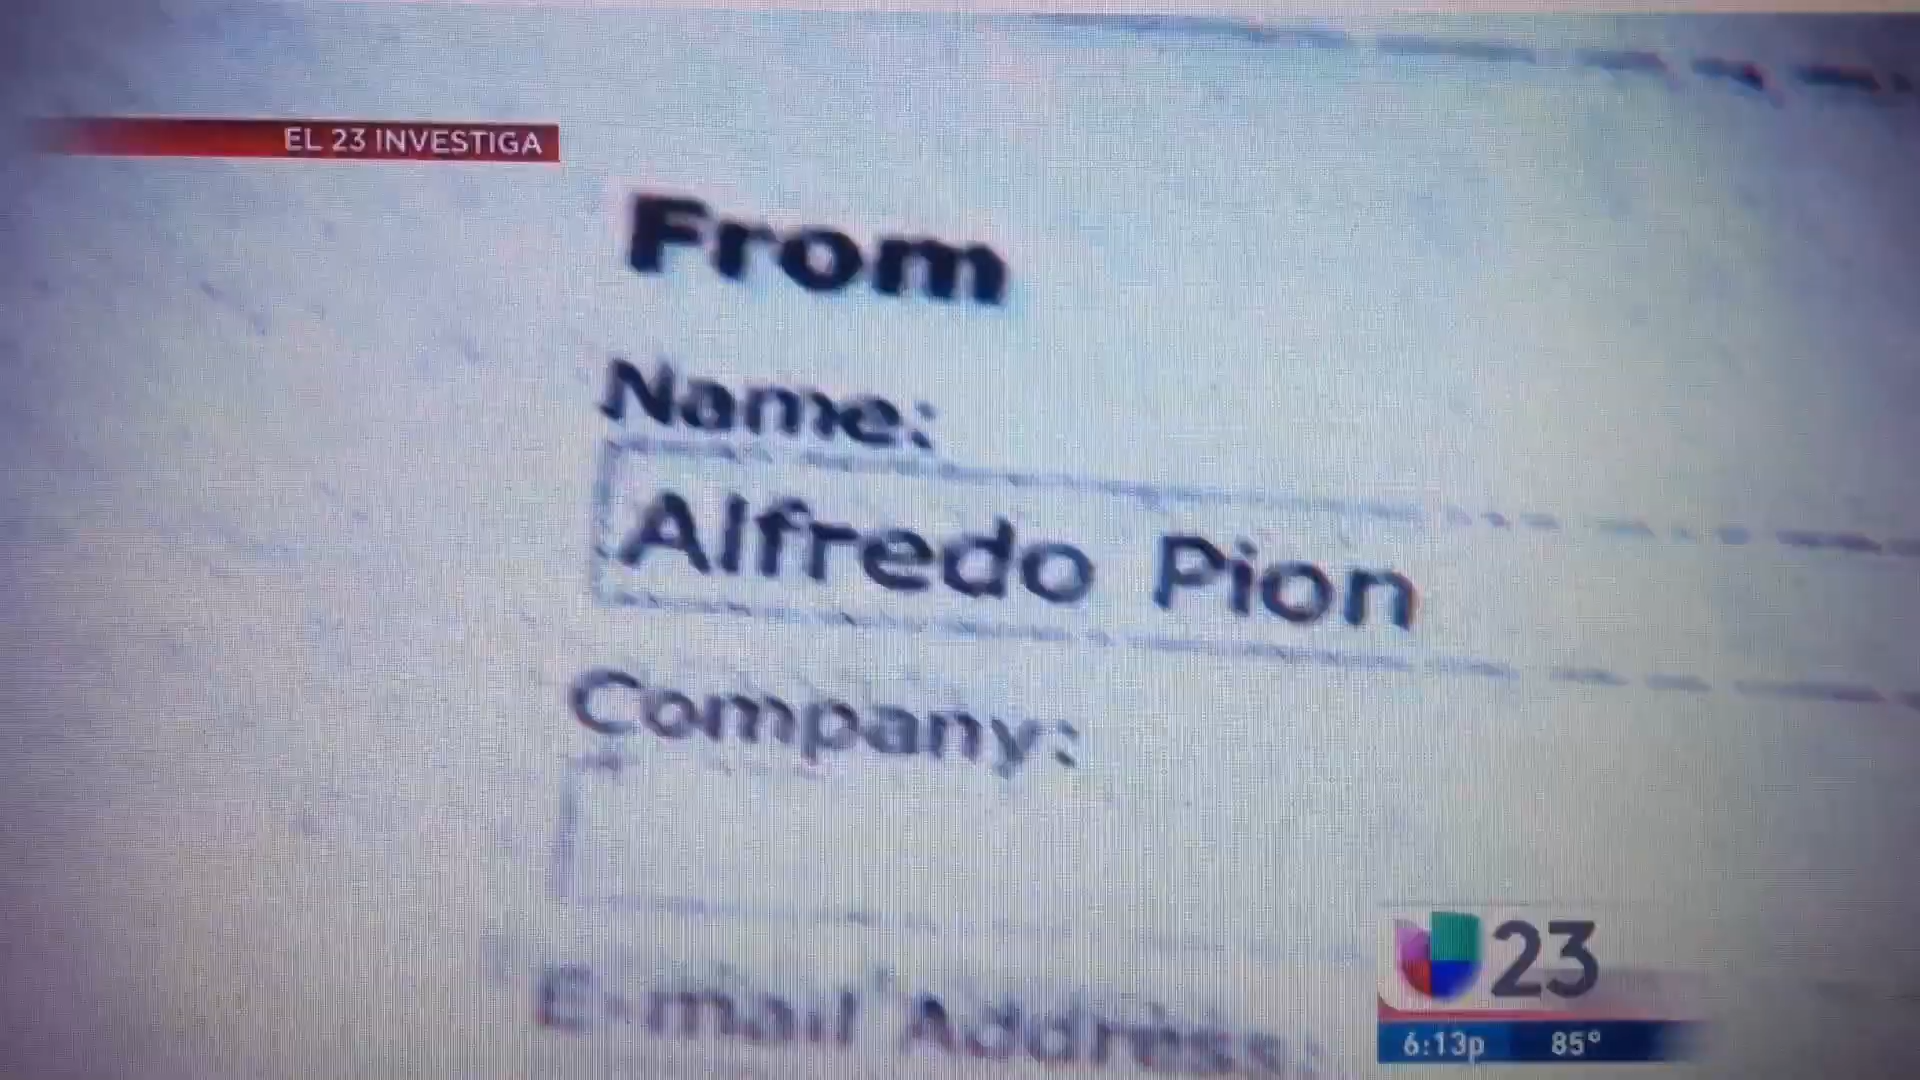 EL 23 INVESTIGA
From
Name:
Alfredo Pion
Company:
E-mail Address:
23
6:13p 85°